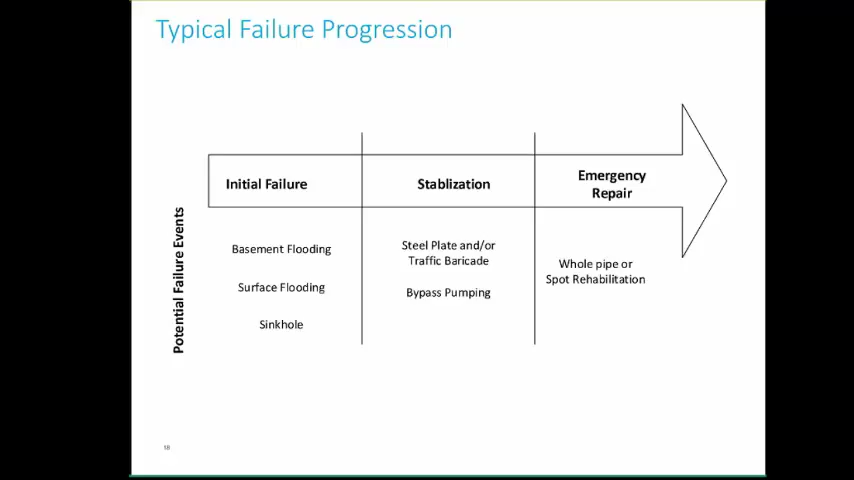 Typical Failure Progression
Initial Failure
Stablization
Emergency
Repair
Potential Failure Events
Basement Flooding
Surface Flooding
Sinkhole
Steel Plate and/or
Traffic Baricade
Bypass Pumping
Whole pipe or
Spot Rehabilitation